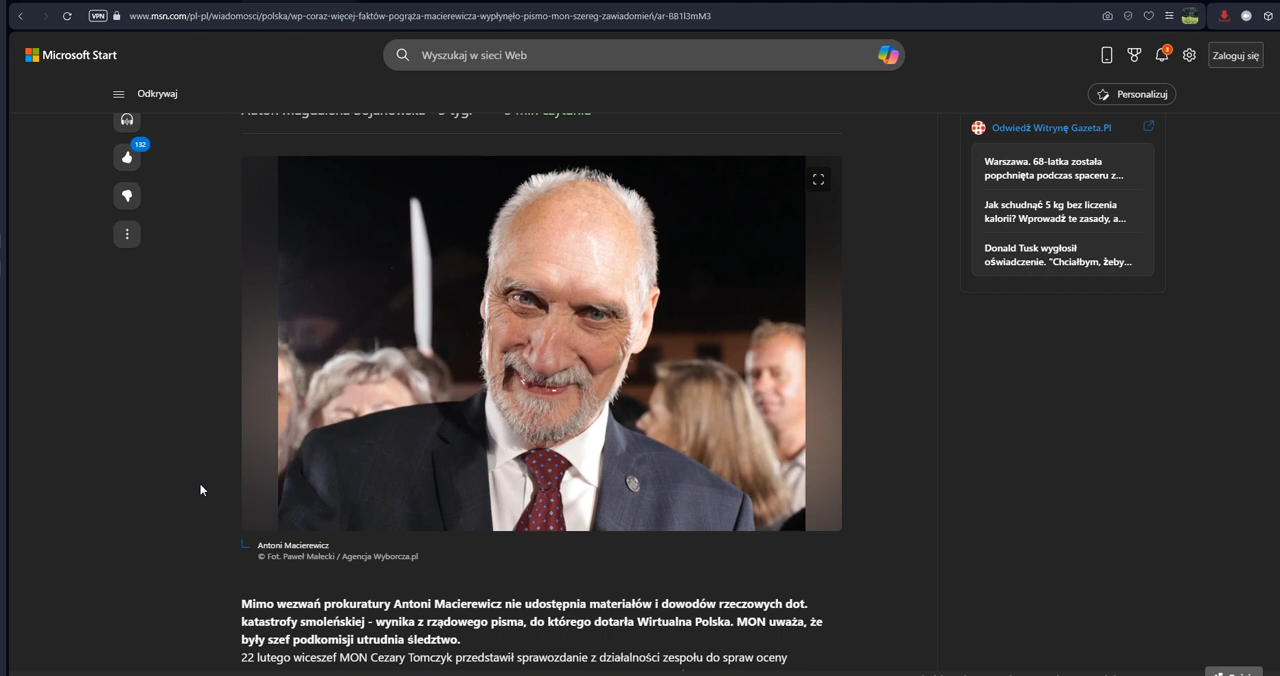 VPN
www.msn.com/pl-pl/wiadomosci/polska/wp-coraz-więcej-faktów-pogrąża-macierewicza-wypłynęło-pismo-mon-szereg-zawiadomień/ar-BB1l3mM3
Microsoft Start
Wyszukaj w sieci Web
3
Zaloguj się
Odkrywaj
Personalizuj
132
Odwiedź Witrynę Gazeta.Pl
Warszawa. 68-latka została
popchnięta podczas spaceru z...
Jak schudnąć 5 kg bez liczenia
kalorii? Wprowadź te zasady, a...
Donald Tusk wygłosił
oświadczenie. "Chciałbym, żeby...
Antoni Macierewicz
© Fot. Paweł Małecki / Agencja Wyborcza.pl
Mimo wezwań prokuratury Antoni Macierewicz nie udostępnia materiałów i dowodów rzeczowych dot.
katastrofy smoleńskiej - wynika z rządowego pisma, do którego dotarła Wirtualna Polska. MON uważa, że
były szef podkomisji utrudnia śledztwo.
22 lutego wiceszef MON Cezary Tomczyk przedstawił sprawozdanie z działalności zespołu do spraw oceny